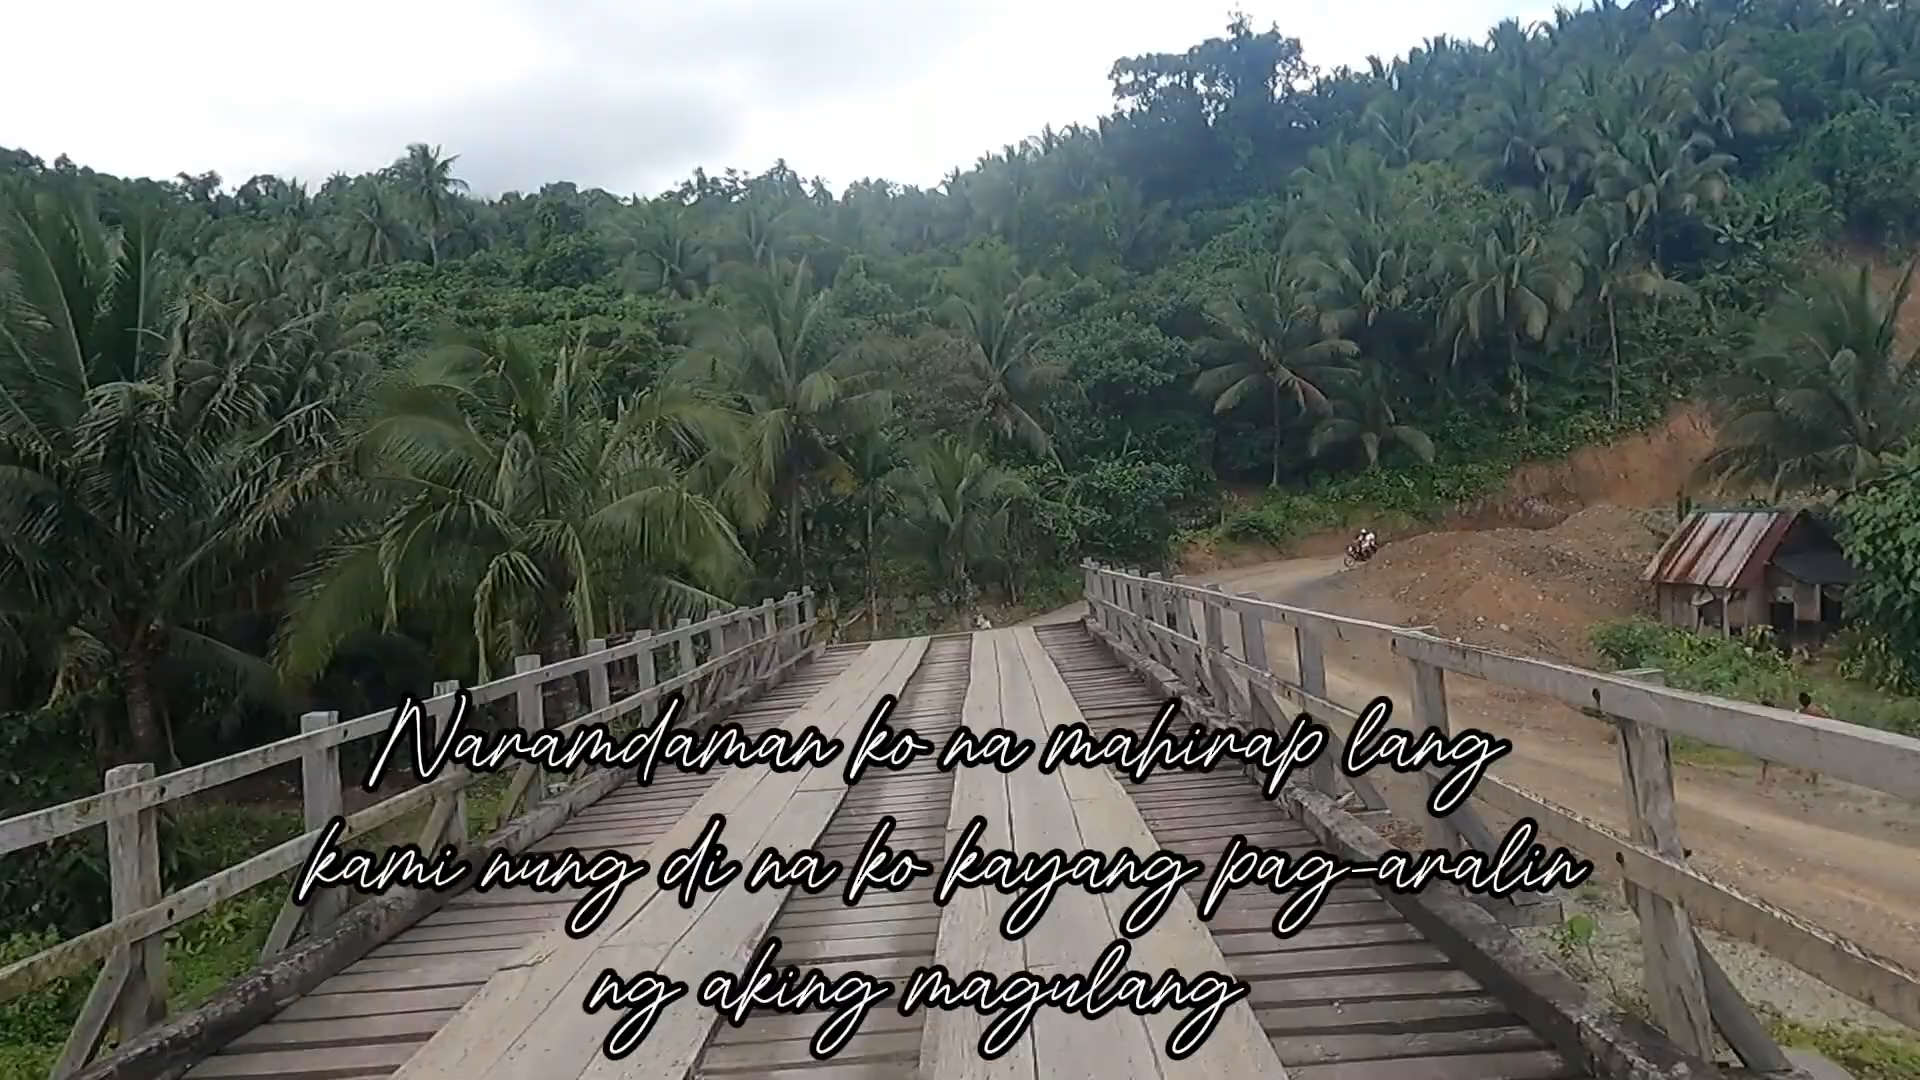 Naramdaman ko na mahirap lang
kami nung di na ko kayang pag-aralin
ng aking magulang